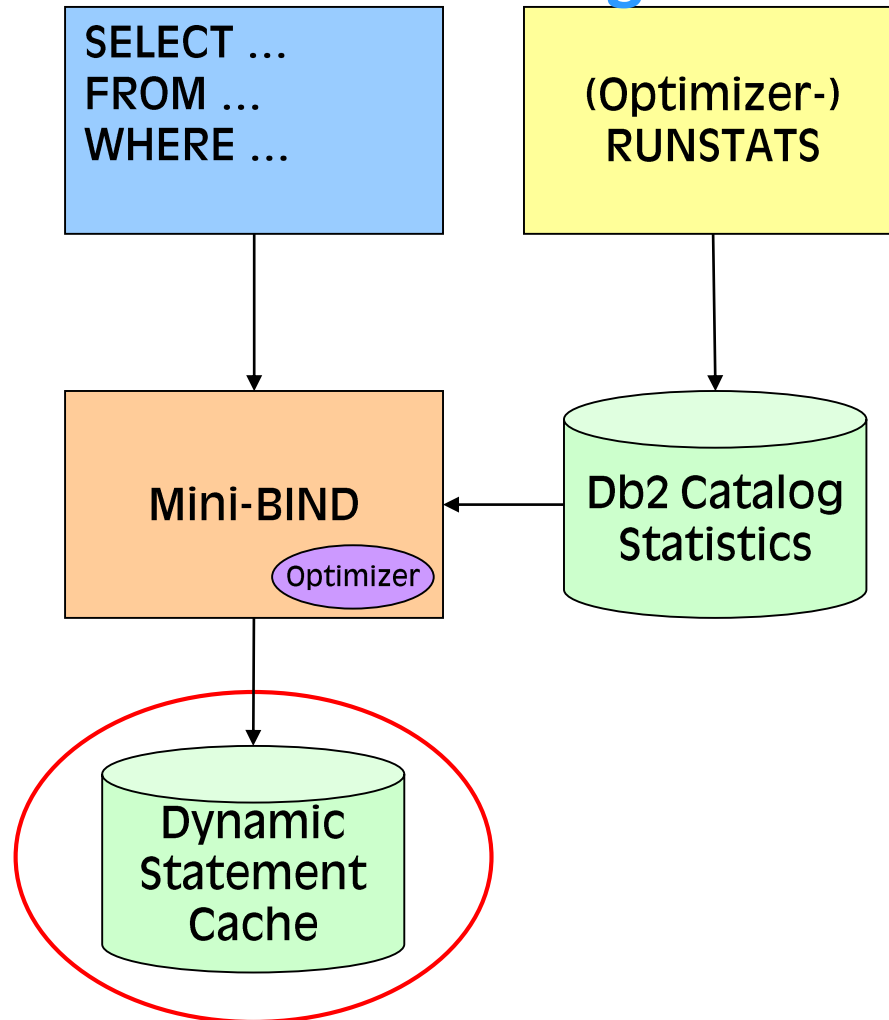 SELECT ...
FROM ...
WHERE ...
(Optimizer-)
RUNSTATS
Mini-BIND
Optimizer
Db2 Catalog
Statistics
Dynamic
Statement
Cache